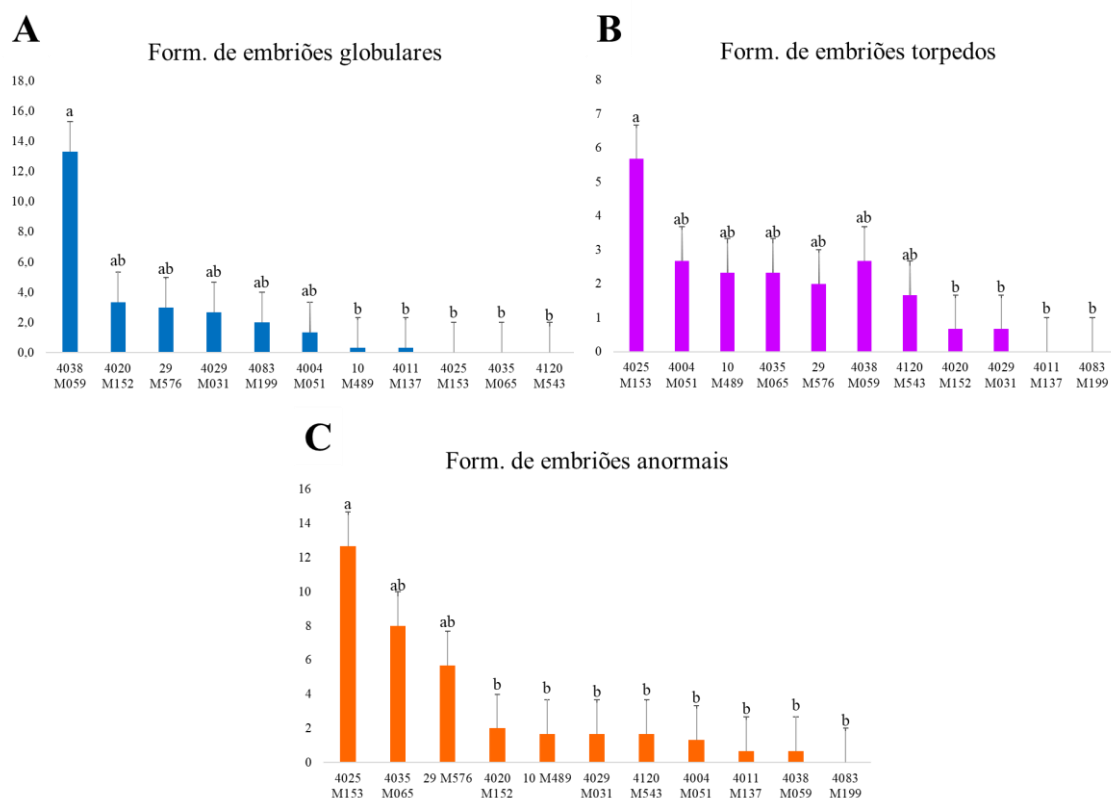 A
Form. de embriões globulares
18,0
16,0
14,0
12,0
10,0
8,0
6,0
4,0
2,0
0,0
a
ab
ab
ab
ab
ab
b
b
b
b
b
4038 4020 29 4029 4083 4004 10 4011 4025 4035 4120
M059 M152 M576 M031 M199 M051 M489 M137 M153 M065 M543
B
Form. de embriões torpedos
8
7
6
5
4
3
2
1
0
a
ab
ab
ab
ab
ab
ab
b
b
b
b
4025 4004 10 4035 29 4038 4120 4020 4029 4011 4083
M153 M051 M489 M065 M576 M059 M543 M152 M031 M137 M199
C
Form. de embriões anormais
16
14
12
10
8
6
4
2
0
a
ab
ab
b
b
b
b
b
b
b
b
4025 4035 29 M576 4020 10 M489 4029 4120 4004 4011 4038 4083
M153 M065 M152 M031 M543 M051 M137 M059 M199